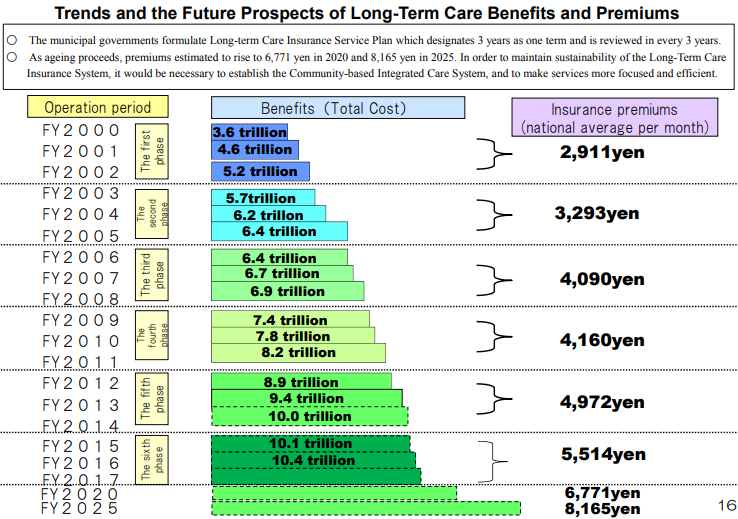 Trends and the Future Prospects of Long-Term Care Benefits and Premiums
○ The municipal governments formulate Long-term Care Insurance Service Plan which designates 3 years as one term and is reviewed in every 3 years.
○ As ageing proceeds, premiums estimated to rise to 6,771 yen in 2020 and 8,165 yen in 2025. In order to maintain sustainability of the Long-Term Care
Insurance System, it would be necessary to establish the Community-based Integrated Care System, and to make services more focused and efficient.
Operation period
Benefits (Total Cost)
Insurance premiums
(national average per month)
FY2000
FY2001
FY2002
The first
phase
3.6 trillion
4.6 trillion
5.2 trillion
2,911yen
FY2003
FY2004
FY2005
The
second
phase
5.7trillion
6.2 trillon
6.4 trillion
3,293yen
FY2006
FY2007
FY2008
The third
phase
6.4 trillion
6.7 trillion
6.9 trillion
4,090yen
FY2009
FY2010
FY2011
The
fourth
phase
7.4 trillion
7.8 trillion
8.2 trillion
4,160yen
FY2012
FY2013
FY2014
The fifth
phase
8.9 trillion
9.4 trillion
10.0 trillion
4,972yen
FY2015
FY2016
FY2017
The sixth
phase
10.1 trillion
10.4 trillion
5,514yen
FY2020
6,771yen
FY2025
8,165yen
16